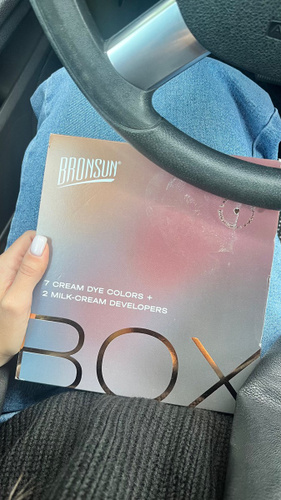 BRONSUN®
7 CREAM DYE COLORS +
2 MILK-CREAM DEVELOPERS
BOX